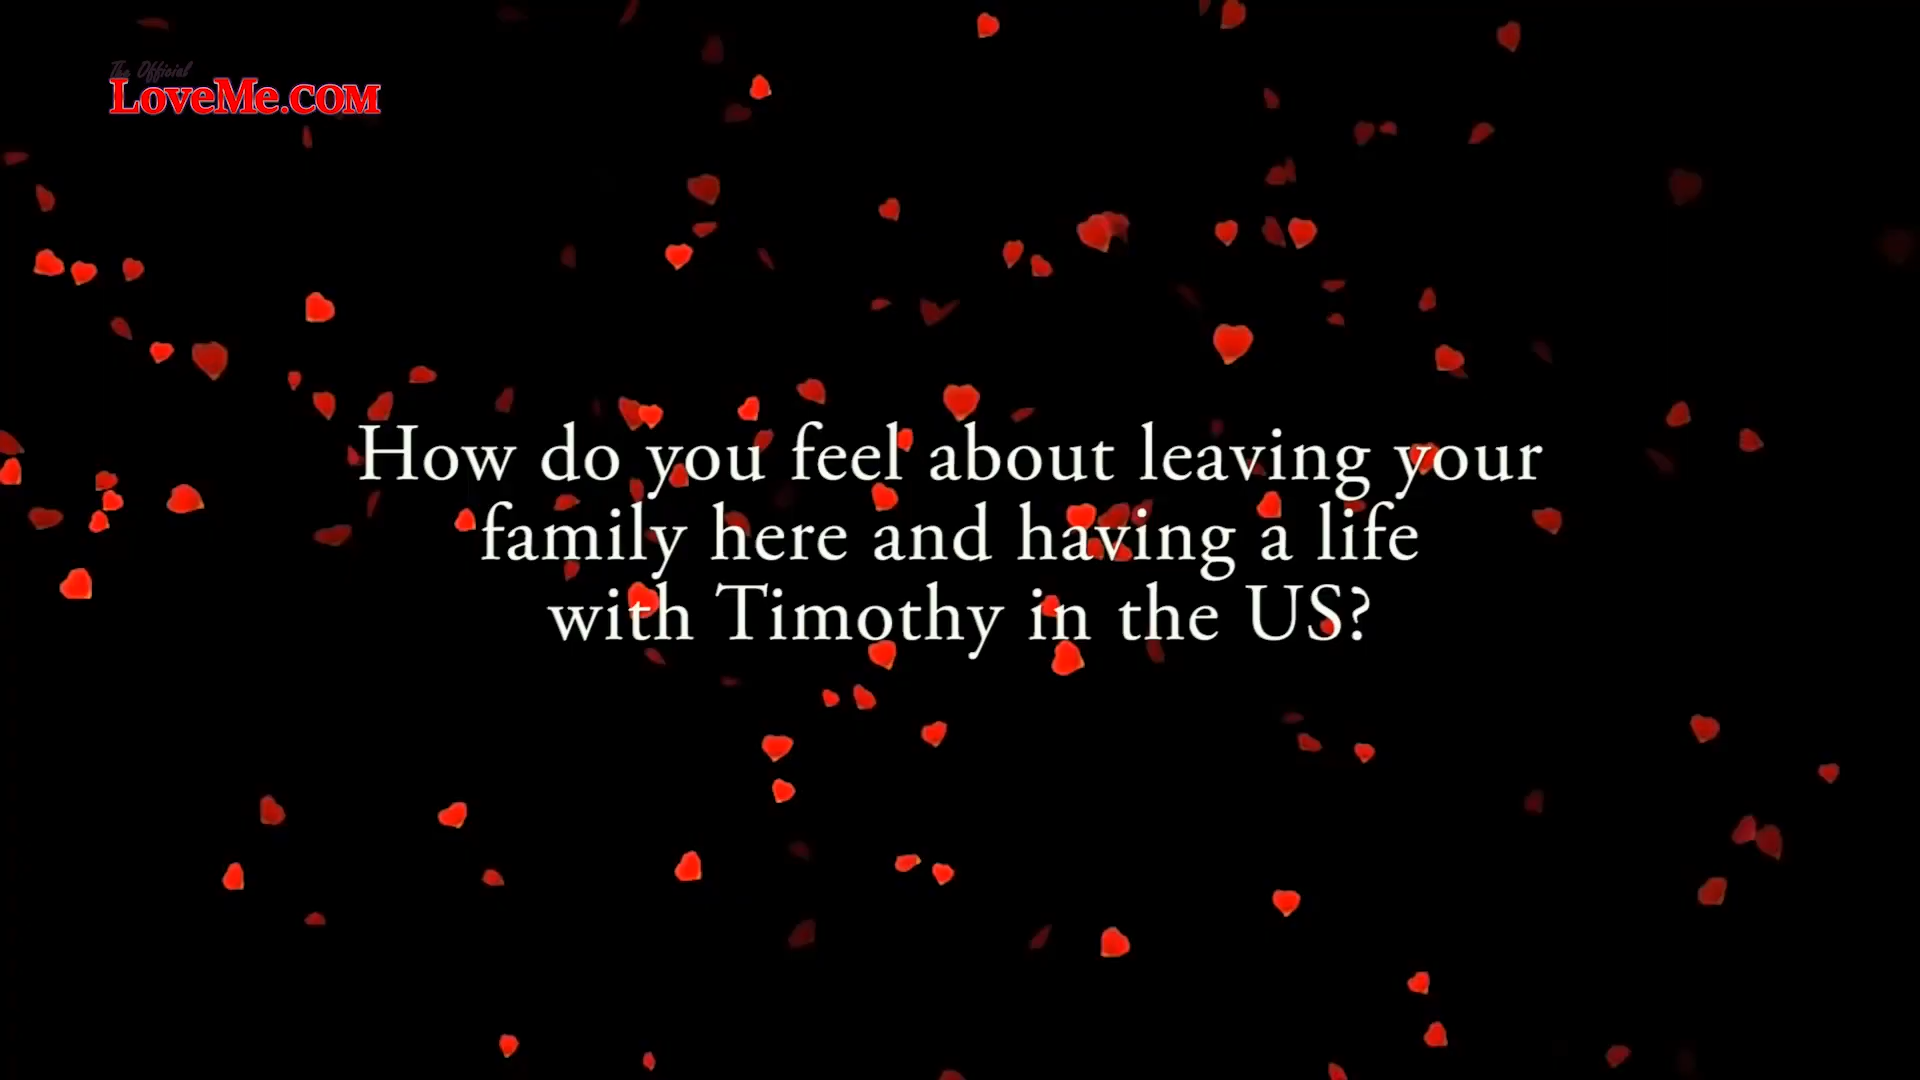 The Official
LoveMe.COM
How do you feel about leaving your
family here and having a life
with Timothy in the US?